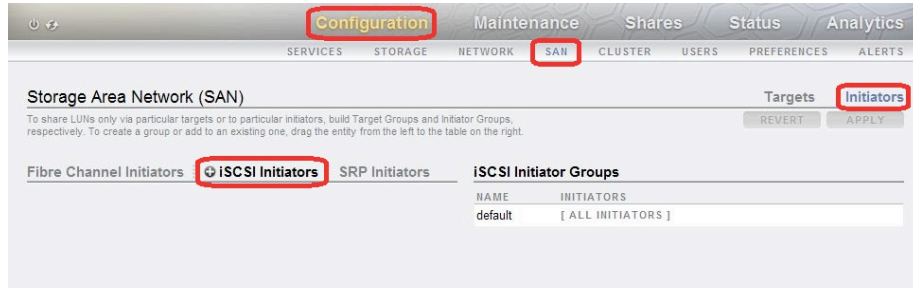 Configuration Maintenance Shares Status Analytics
SERVICES STORAGE NETWORK SAN CLUSTER USERS PREFERENCES ALERTS
Storage Area Network (SAN) Targets Initiators
To share LUNs only via particular targets or to particular initiators, build Target Groups and Initiator Groups, REVERT APPLY
respectively. To create a group or add to an existing one, drag the entity from the left to the table on the right.
Fibre Channel Initiators iSCSI Initiators SRP Initiators iSCSI Initiator Groups
NAME INITIATORS
default [ ALL INITIATORS ]